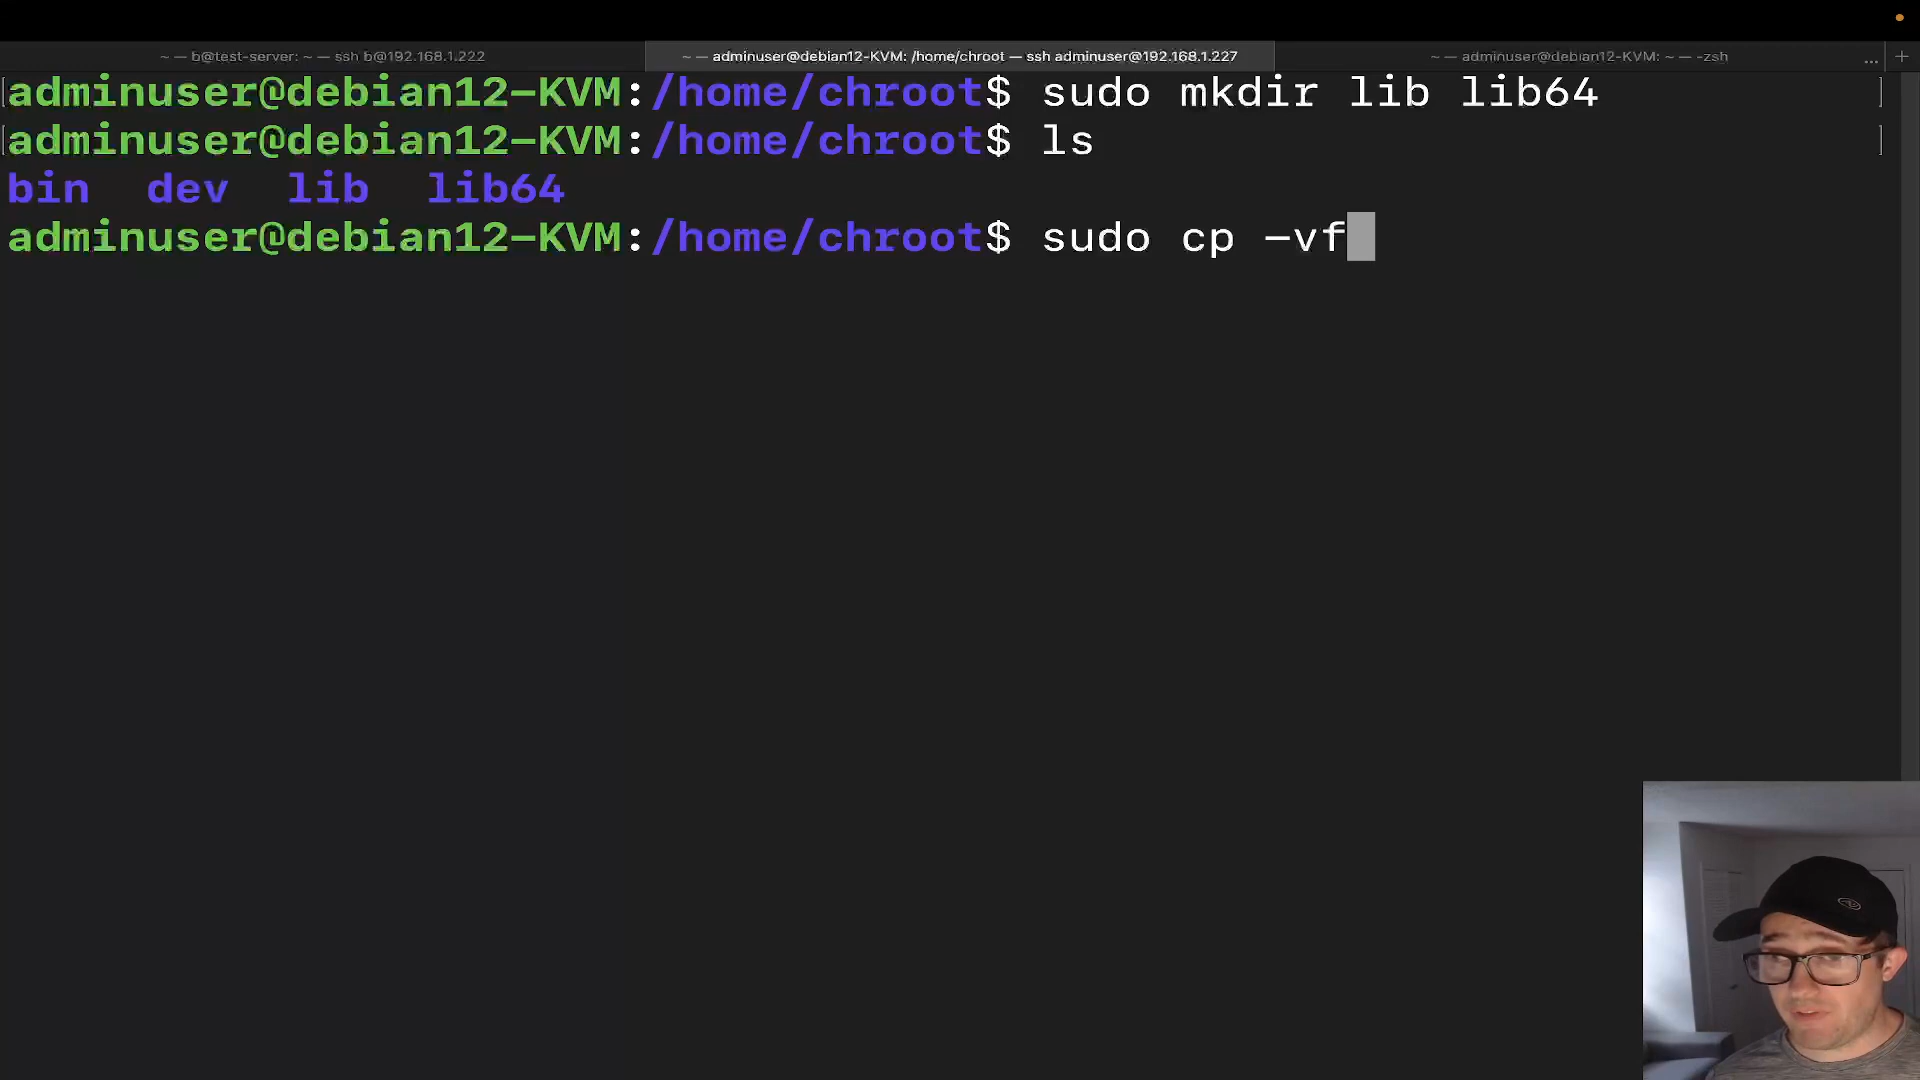 ~ — b@test-server: ~ — ssh b@192.168.1.222
~ — adminuser@debian12-KVM: /home/chroot — ssh adminuser@192.168.1.227
~ — adminuser@debian12-KVM: ~ — -zsh
... +
[adminuser@debian12-KVM:/home/chroot$ sudo mkdir lib lib64 ]
[adminuser@debian12-KVM:/home/chroot$ ls ]
bin dev lib lib64
adminuser@debian12-KVM:/home/chroot$ sudo cp -vf